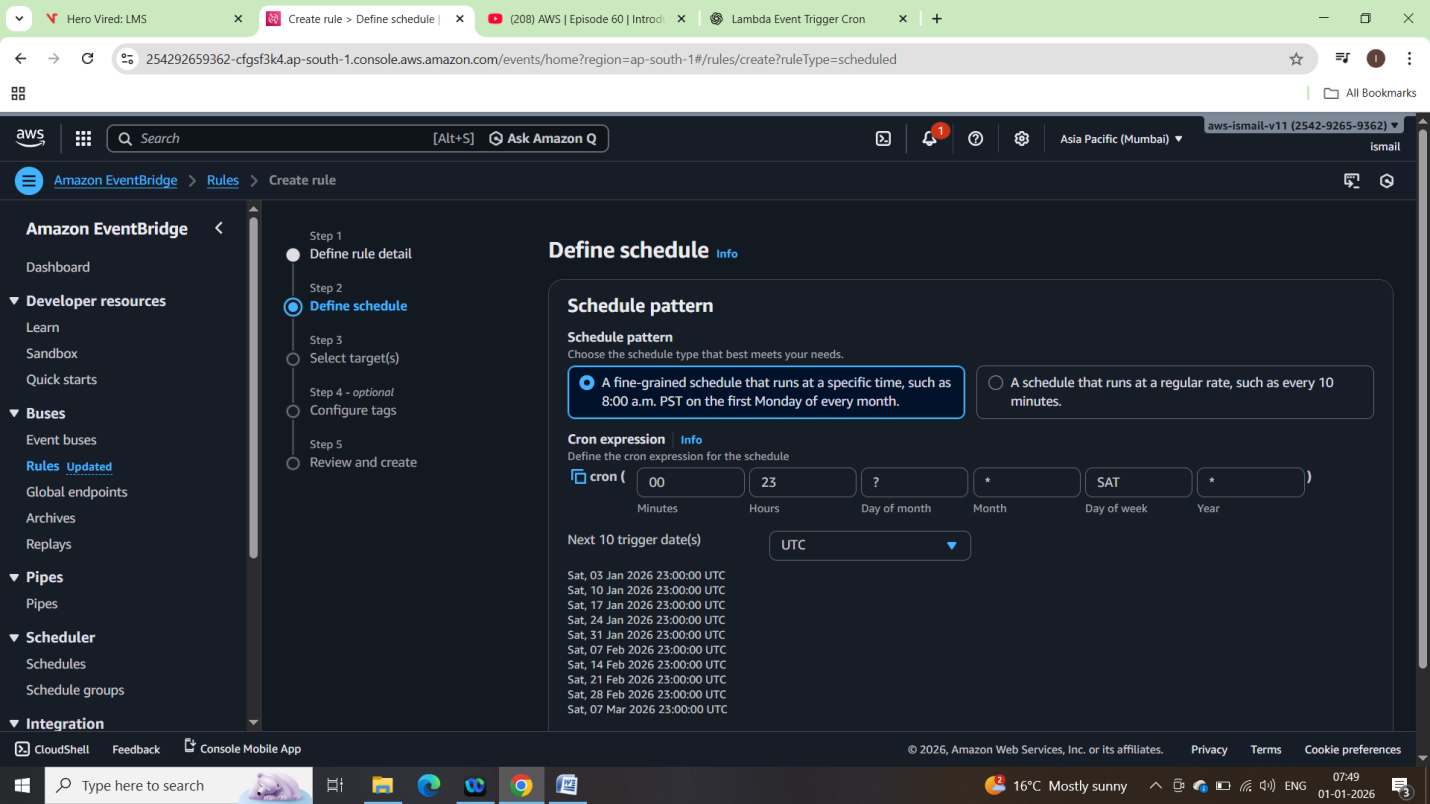 Hero Vired: LMS
Create rule > Define schedule |
(208) AWS | Episode 60 | Introdu
Lambda Event Trigger Cron
254292659362-cfgsf3k4.ap-south-1.console.aws.amazon.com/events/home?region=ap-south-1#/rules/create?ruleType=scheduled
I
All Bookmarks
aws
Search
[Alt+S]
Ask Amazon Q
1
Asia Pacific (Mumbai)
aws-ismail-v11 (2542-9265-9362)
ismail
Amazon EventBridge
Rules
Create rule
Amazon EventBridge
Dashboard
Developer resources
Learn
Sandbox
Quick starts
Buses
Event buses
Rules Updated
Global endpoints
Archives
Replays
Pipes
Pipes
Scheduler
Schedules
Schedule groups
Integration
Step 1
Define rule detail
Step 2
Define schedule
Step 3
Select target(s)
Step 4 - optional
Configure tags
Step 5
Review and create
Define schedule Info
Schedule pattern
Schedule pattern
Choose the schedule type that best meets your needs.
A fine-grained schedule that runs at a specific time, such as
8:00 a.m. PST on the first Monday of every month.
A schedule that runs at a regular rate, such as every 10
minutes.
Cron expression Info
Define the cron expression for the schedule
cron ( 00 23 ? * SAT * )
Minutes Hours Day of month Month Day of week Year
Next 10 trigger date(s)
UTC
Sat, 03 Jan 2026 23:00:00 UTC
Sat, 10 Jan 2026 23:00:00 UTC
Sat, 17 Jan 2026 23:00:00 UTC
Sat, 24 Jan 2026 23:00:00 UTC
Sat, 31 Jan 2026 23:00:00 UTC
Sat, 07 Feb 2026 23:00:00 UTC
Sat, 14 Feb 2026 23:00:00 UTC
Sat, 21 Feb 2026 23:00:00 UTC
Sat, 28 Feb 2026 23:00:00 UTC
Sat, 07 Mar 2026 23:00:00 UTC
CloudShell
Feedback
Console Mobile App
© 2026, Amazon Web Services, Inc. or its affiliates.
Privacy
Terms
Cookie preferences
Type here to search
2
16°C Mostly sunny
ENG
07:49
01-01-2026
3